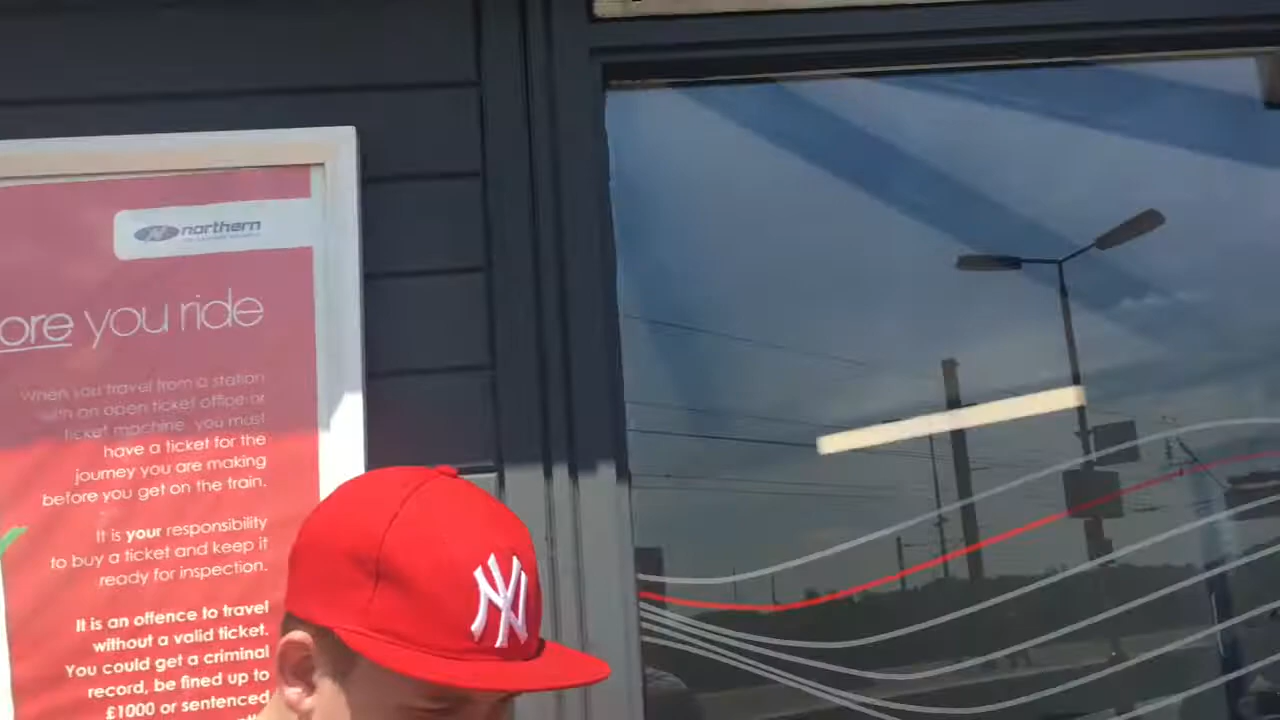 northern
ore you ride
When you travel from a station
with an open ticket office or
ticket machine, you must
have a ticket for the
journey you are making
before you get on the train.
It is your responsibility
to buy a ticket and keep it
ready for inspection.
It is an offence to travel
without a valid ticket.
You could get a criminal
record, be fined up to
£1000 or sentenced
NY